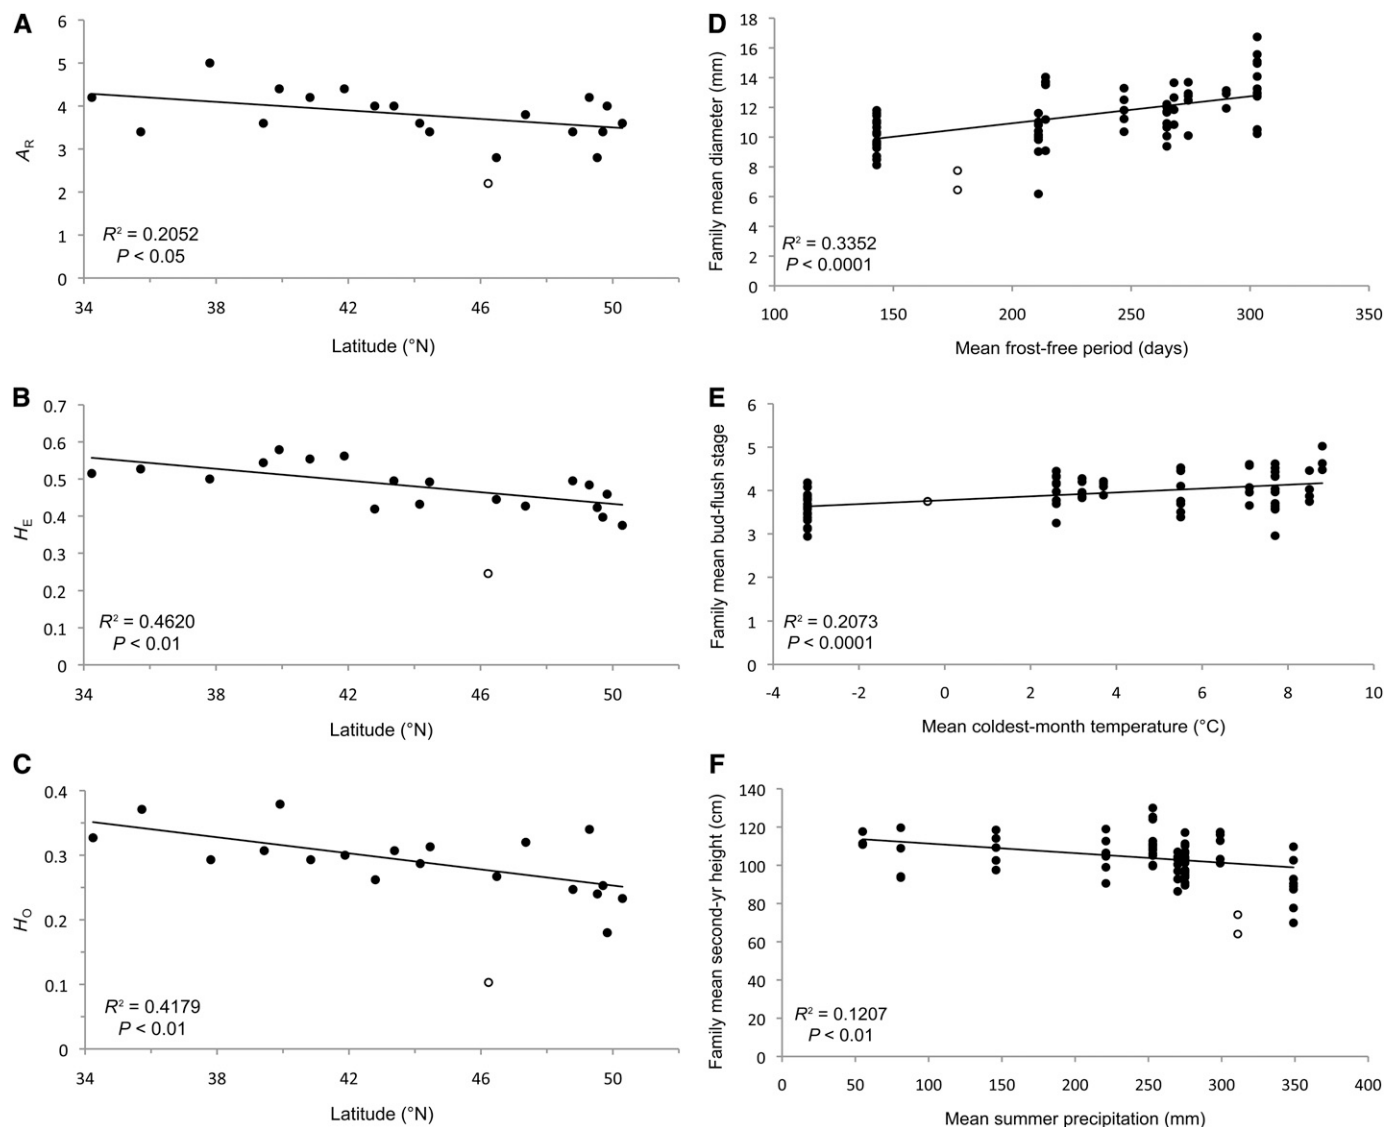 A
6
5
4
3
2
1
0
A_R
R² = 0.2052
P < 0.05
34 38 42 46 50
Latitude (°N)
B
0.7
0.6
0.5
0.4
0.3
0.2
0.1
0
H_E
R² = 0.4620
P < 0.01
34 38 42 46 50
Latitude (°N)
C
0.4
0.3
0.2
0.1
0
H_O
R² = 0.4179
P < 0.01
34 38 42 46 50
Latitude (°N)
D
18
16
14
12
10
8
6
4
2
0
Family mean diameter (mm)
R² = 0.3352
P < 0.0001
100 150 200 250 300 350
Mean frost-free period (days)
E
6
5
4
3
2
1
0
Family mean bud-flush stage
R² = 0.2073
P < 0.0001
-4 -2 0 2 4 6 8 10
Mean coldest-month temperature (°C)
F
140
120
100
80
60
40
20
0
Family mean second-yr height (cm)
R² = 0.1207
P < 0.01
0 50 100 150 200 250 300 350 400
Mean summer precipitation (mm)